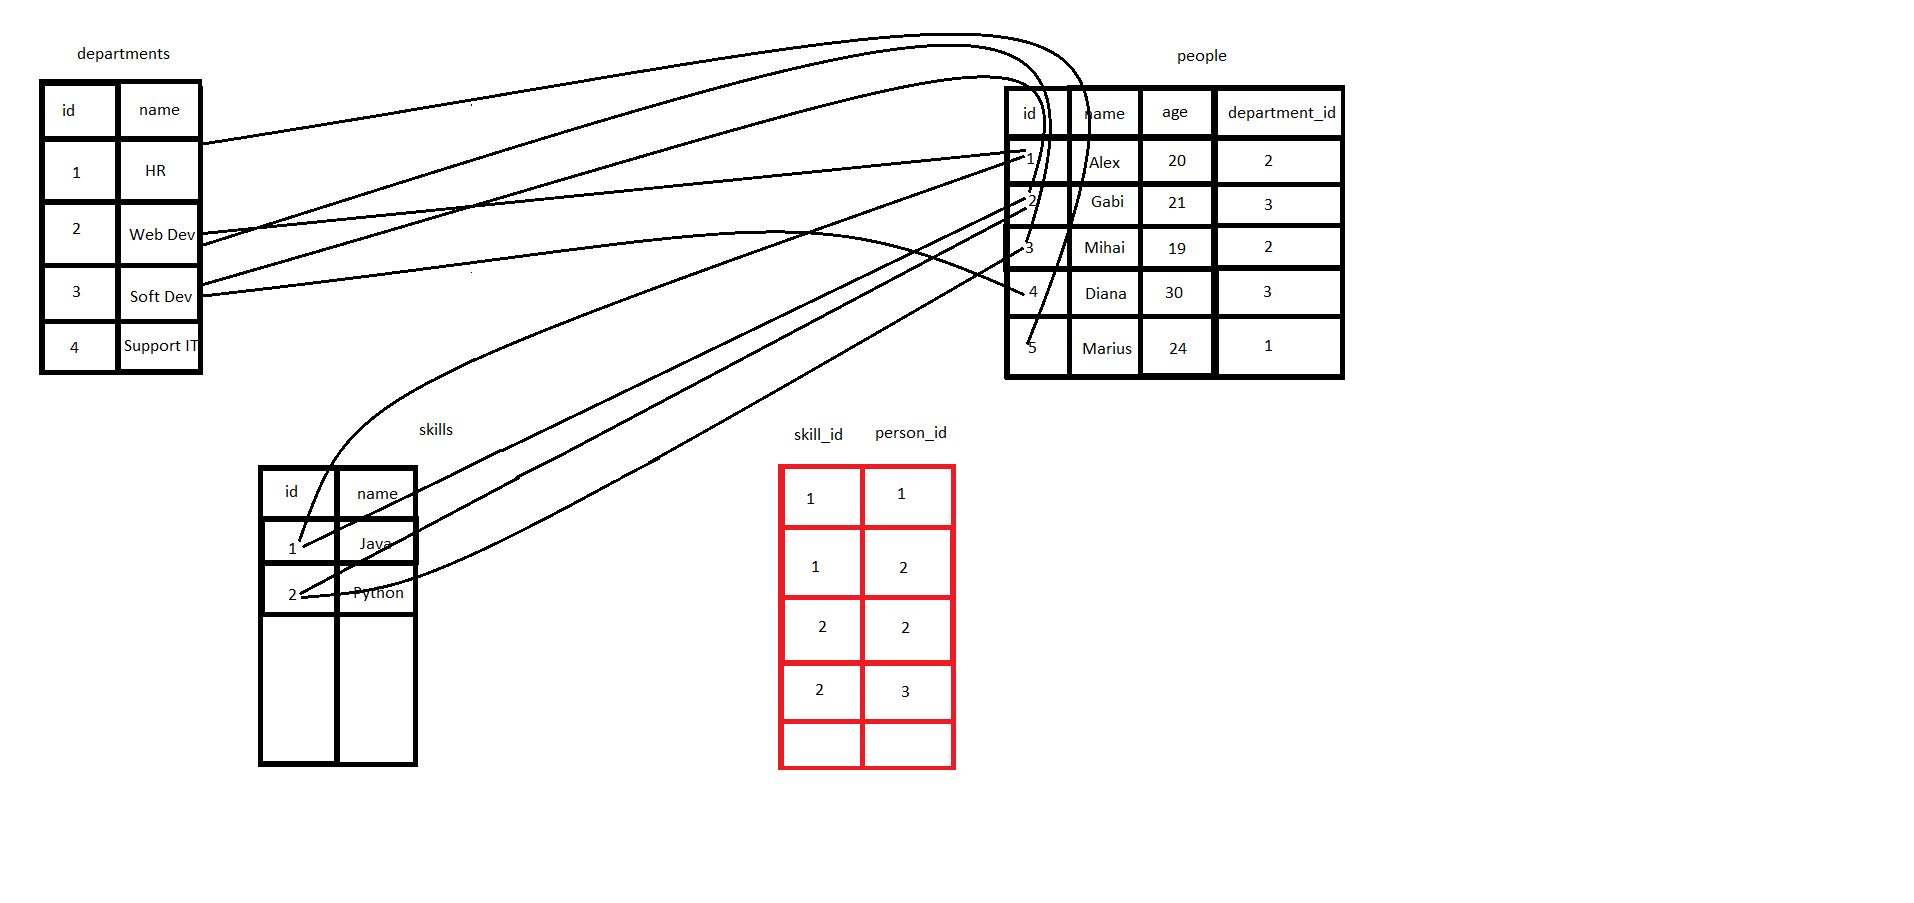 departments
id name
1 HR
2 Web Dev
3 Soft Dev
4 Support IT
people
id name age department_id
1 Alex 20 2
2 Gabi 21 3
3 Mihai 19 2
4 Diana 30 3
5 Marius 24 1
skills
id name
1 Java
2 Python
skill_id person_id
1 1
1 2
2 2
2 3